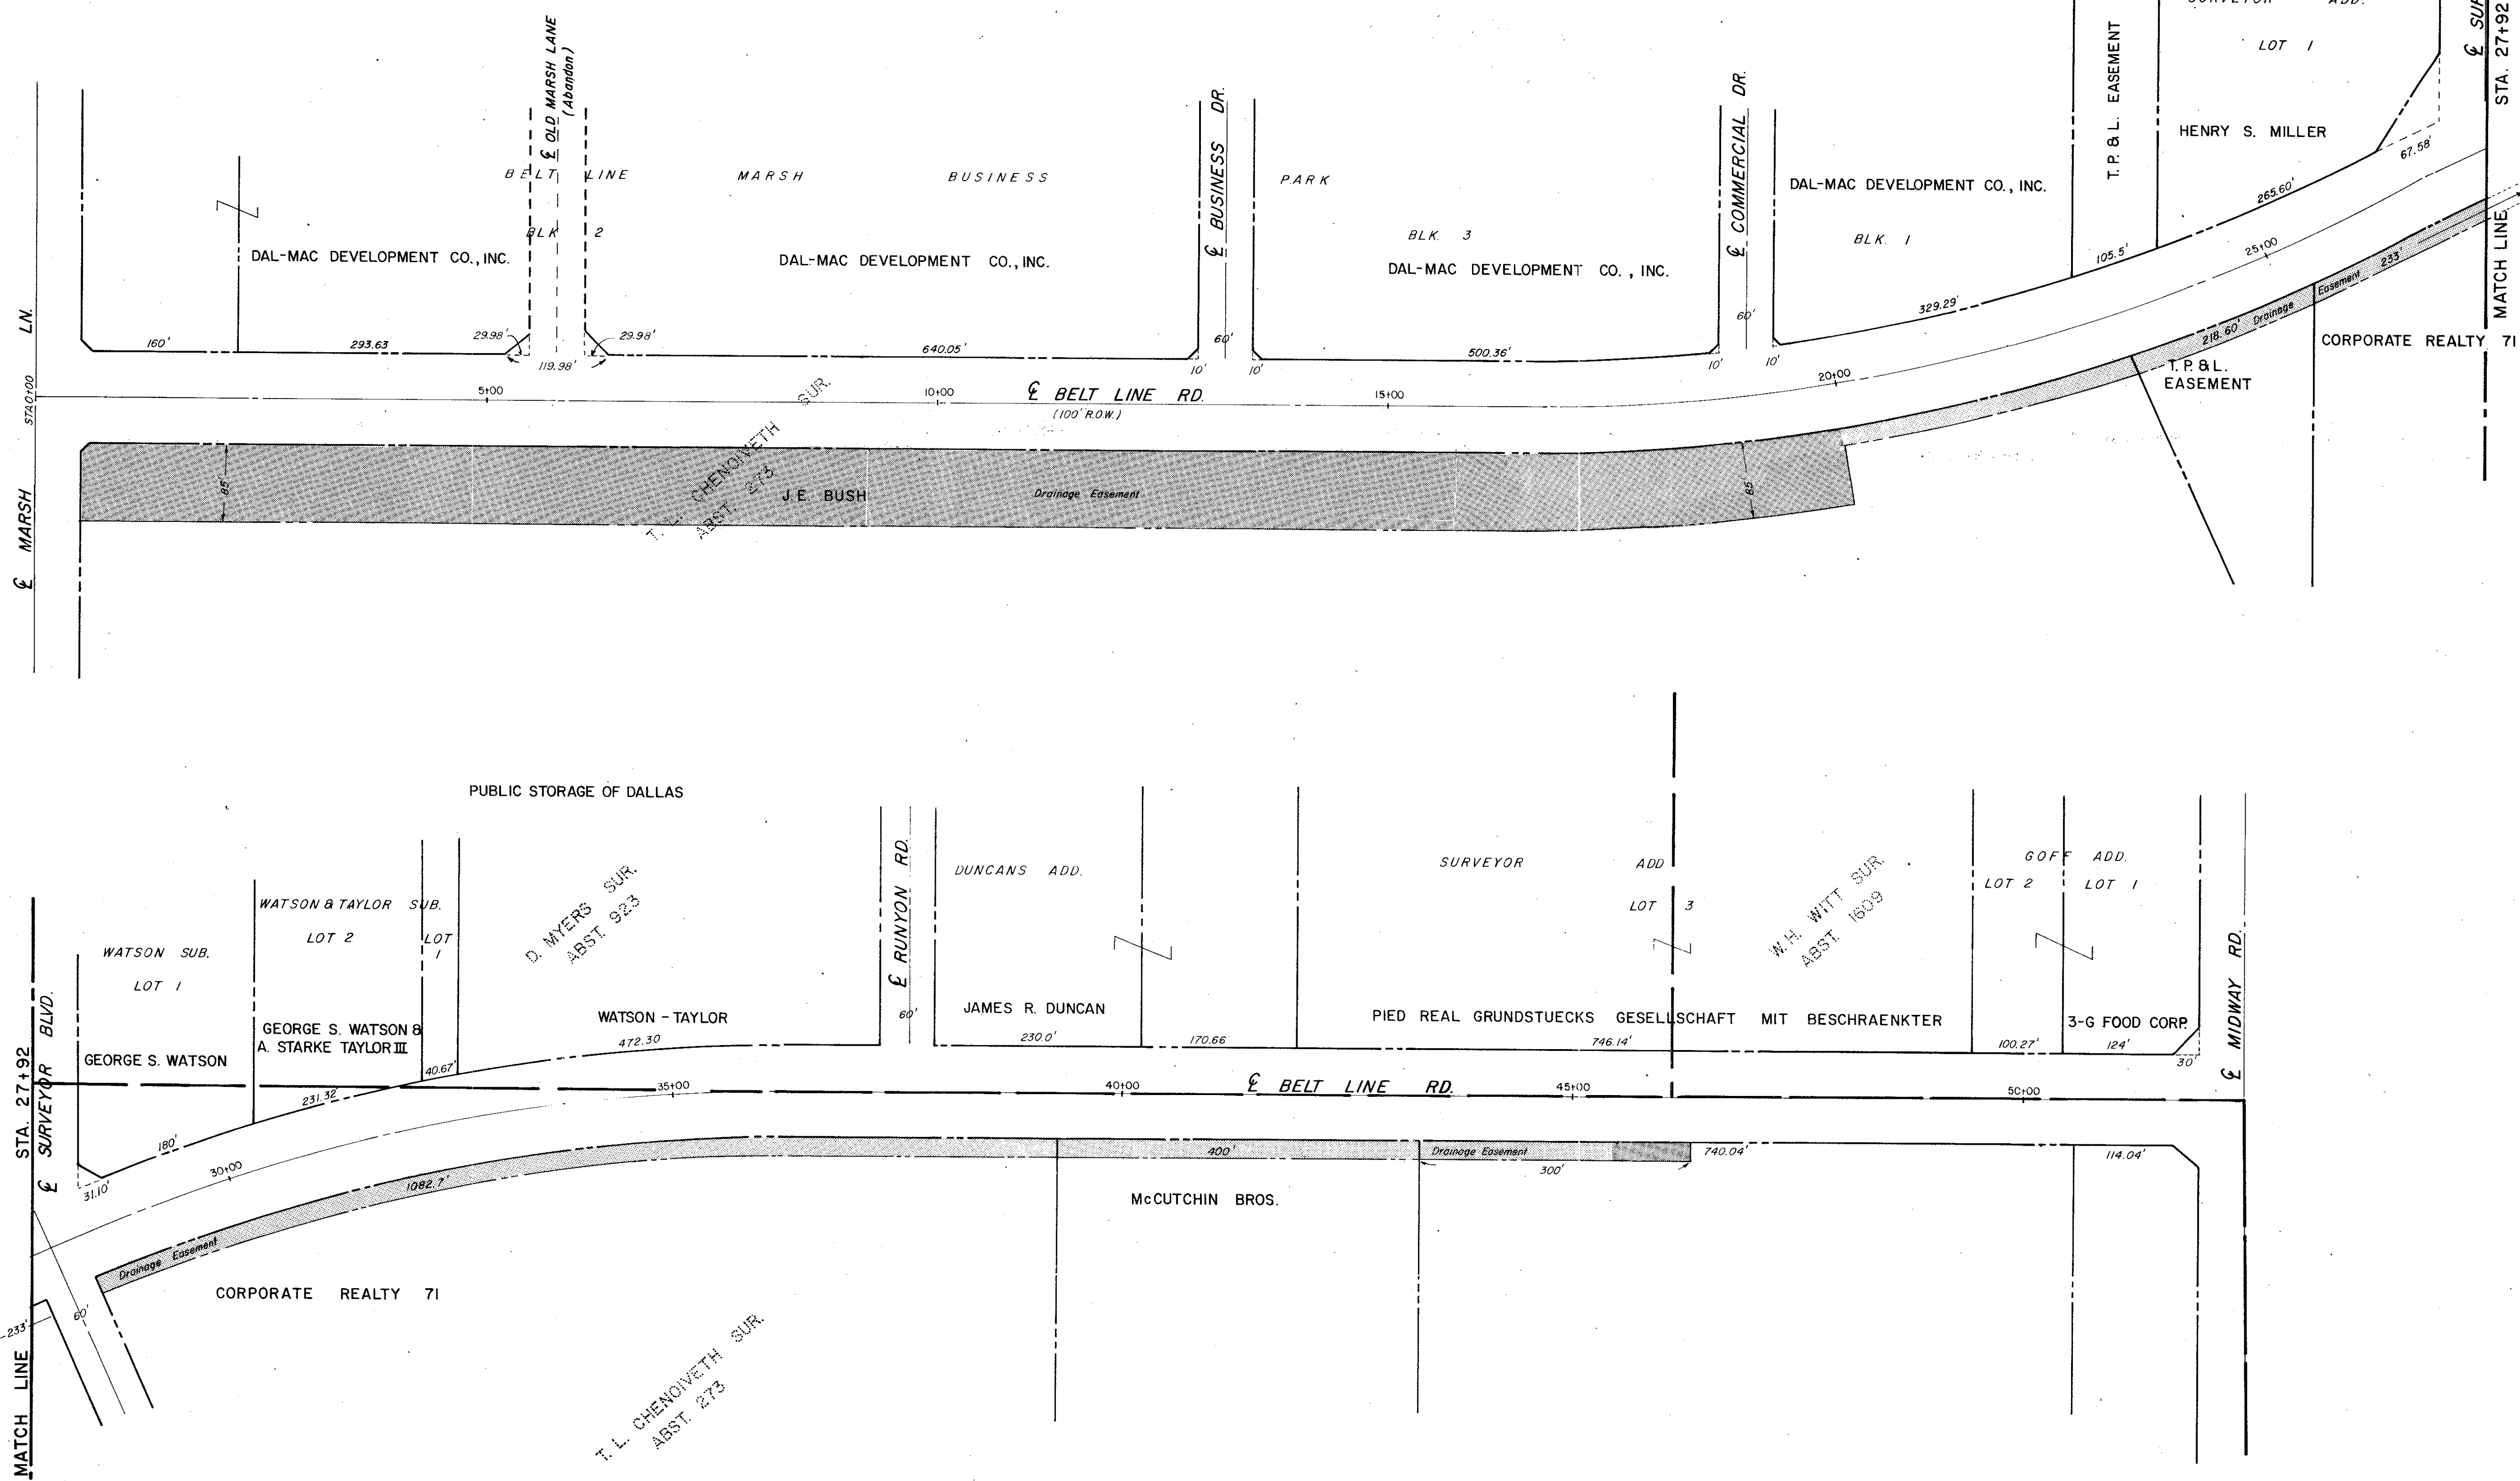 ℄ OLD MARSH LANE
(Abandon)
℄ BUSINESS DR.
℄ COMMERCIAL DR.
T.P. & L. EASEMENT
SURVEYOR ADD.
LOT 1
HENRY S. MILLER
STA. 27+92
MATCH LINE
BELT LINE MARSH BUSINESS PARK
BLK 2
BLK. 3
BLK. 1
DAL-MAC DEVELOPMENT CO., INC.
DAL-MAC DEVELOPMENT CO., INC.
DAL-MAC DEVELOPMENT CO., INC.
DAL-MAC DEVELOPMENT CO., INC.
160'
293.63
29.98'
29.98'
119.98'
640.05'
10'
60'
10'
500.36'
10'
60'
10'
329.29'
105.5'
265.60'
67.58'
℄ MARSH LN.
STA 0+00
5+00
10+00
℄ BELT LINE RD.
(100' R.O.W.)
15+00
20+00
25+00
218.60'
Drainage Easement
233'
CORPORATE REALTY 71
T.P. & L.
EASEMENT
85'
T. L. CHENOIVETH SUR.
ABST. 273
J.E. BUSH
Drainage Easement
85'
PUBLIC STORAGE OF DALLAS
WATSON SUB.
LOT 1
WATSON & TAYLOR SUB.
LOT 2
LOT
1
D. MYERS SUR.
ABST. 923
℄ RUNYON RD.
DUNCANS ADD.
SURVEYOR ADD
LOT 3
W.H. WITT SUR.
ABST. 1609
GOFF ADD.
LOT 2
LOT 1
GEORGE S. WATSON
GEORGE S. WATSON &
A. STARKE TAYLOR III
WATSON - TAYLOR
JAMES R. DUNCAN
PIED REAL GRUNDSTUECKS GESELLSCHAFT MIT BESCHRAENKTER
3-G FOOD CORP.
℄ MIDWAY RD.
MATCH LINE STA. 27+92
℄ SURVEYOR BLVD.
31.10'
180'
231.32'
40.67'
472.30
60'
230.0'
170.66
746.14'
100.27'
124'
30'
30+00
35+00
40+00
℄ BELT LINE RD.
45+00
50+00
1082.7'
Drainage Easement
400'
Drainage Easement
300'
740.04'
114.04'
McCUTCHIN BROS.
CORPORATE REALTY 71
60'
233'
T. L. CHENOIVETH SUR.
ABST. 273